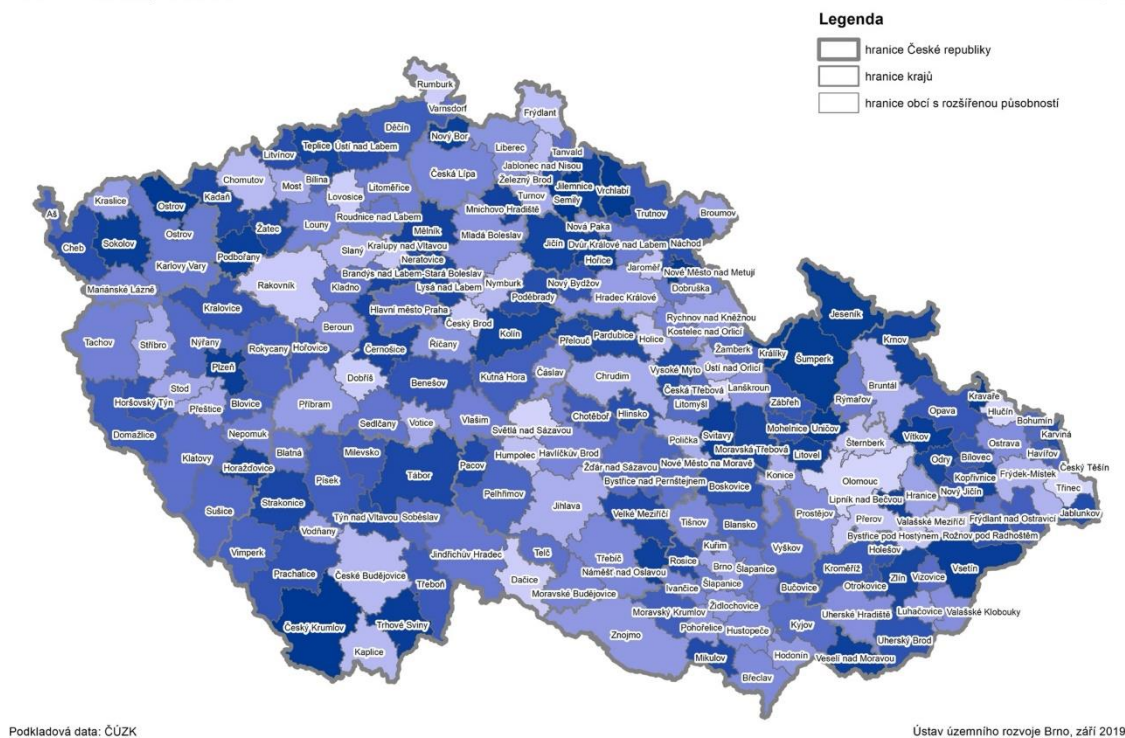 Legenda
hranice České republiky
hranice krajů
hranice obcí s rozšířenou působností
Rumburk
Varnsdorf
Frýdlant
Děčín
Nový Bor
Liberec
Tanvald
Teplice
Ústí nad Labem
Litvínov
Jablonec nad Nisou
Česká Lípa
Železný Brod
Jilemnice
Vrchlabí
Chomutov
Most
Bílina
Litoměřice
Kadaň
Lovosice
Turnov
Semily
Kraslice
Ostrov
Mnichovo Hradiště
Trutnov
Broumov
Aš
Roudnice nad Labem
Louny
Žatec
Mělník
Nová Paka
Cheb
Sokolov
Ostrov
Podbořany
Mladá Boleslav
Jičín
Dvůr Králové nad Labem
Náchod
Slaný
Kralupy nad Vltavou
Neratovice
Hořice
Karlovy Vary
Jaroměř
Nové Město nad Metují
Brandýs nad Labem-Stará Boleslav
Rakovník
Kladno
Lysá nad Labem
Nymburk
Nový Bydžov
Dobruška
Mariánské Lázně
Poděbrady
Hradec Králové
Kralovice
Hlavní město Praha
Český Brod
Rychnov nad Kněžnou
Jeseník
Beroun
Kolín
Kostelec nad Orlicí
Tachov
Stříbro
Nýřany
Rokycany
Hořovice
Říčany
Přelouč
Pardubice
Holice
Krnov
Černošice
Žamberk
Králíky
Šumperk
Plzeň
Dobříš
Vysoké Mýto
Ústí nad Orlicí
Benešov
Kutná Hora
Čáslav
Chrudim
Stod
Česká Třebová
Lanškroun
Bruntál
Horšovský Týn
Přeštice
Blovice
Příbram
Litomyšl
Zábřeh
Rýmařov
Kravaře
Opava
Hlučín
Bohumín
Sedlčany
Votice
Vlašim
Chotěboř
Hlinsko
Domažlice
Nepomuk
Světlá nad Sázavou
Svitavy
Mohelnice
Uničov
Vítkov
Ostrava
Karviná
Polička
Šternberk
Blatná
Milevsko
Humpolec
Havlíčkův Brod
Moravská Třebová
Litovel
Odry
Bílovec
Havířov
Klatovy
Horažďovice
Tábor
Pacov
Žďár nad Sázavou
Nové Město na Moravě
Konice
Olomouc
Kopřivnice
Frýdek-Místek
Český Těšín
Písek
Bystřice nad Pernštejnem
Boskovice
Třinec
Strakonice
Pelhřimov
Lipník nad Bečvou
Hranice
Nový Jičín
Sušice
Jihlava
Velké Meziříčí
Prostějov
Přerov
Valašské Meziříčí
Frýdlant nad Ostravicí
Jablunkov
Týn nad Vltavou
Soběslav
Tišnov
Blansko
Vodňany
Bystřice pod Hostýnem
Rožnov pod Radhoštěm
Vimperk
Jindřichův Hradec
Telč
Třebíč
Kuřim
Vyškov
Holešov
Rosice
Brno
Šlapanice
Kroměříž
Vsetín
Prachatice
České Budějovice
Třeboň
Náměšť nad Oslavou
Zlín
Vizovice
Dačice
Ivančice
Šlapanice
Bučovice
Otrokovice
Moravské Budějovice
Moravský Krumlov
Židlochovice
Uherské Hradiště
Luhačovice
Valašské Klobouky
Český Krumlov
Trhové Sviny
Pohořelice
Hustopeče
Kyjov
Znojmo
Uherský Brod
Kaplice
Mikulov
Hodonín
Veselí nad Moravou
Břeclav
Podkladová data: ČÚZK
Ústav územního rozvoje Brno, září 2019